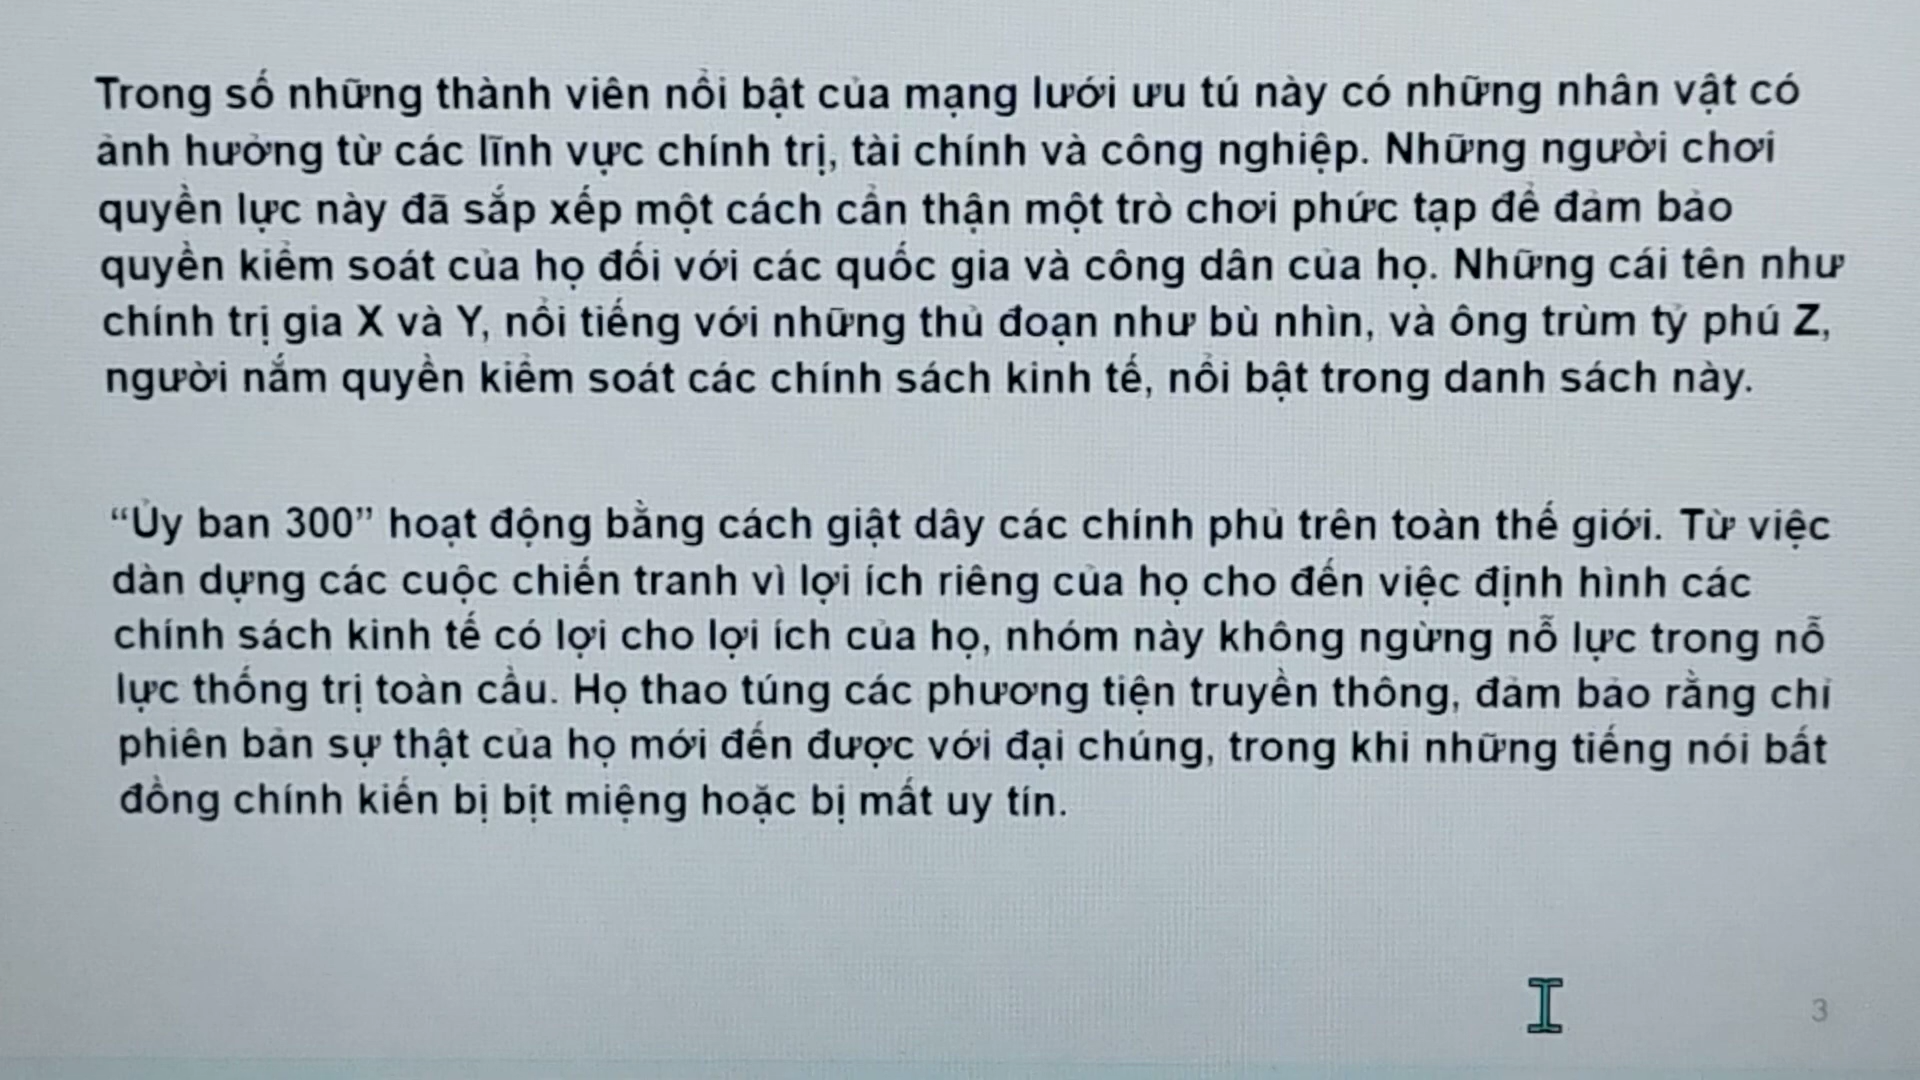 Trong số những thành viên nổi bật của mạng lưới ưu tú này có những nhân vật có
ảnh hưởng từ các lĩnh vực chính trị, tài chính và công nghiệp. Những người chơi
quyền lực này đã sắp xếp một cách cẩn thận một trò chơi phức tạp để đảm bảo
quyền kiểm soát của họ đối với các quốc gia và công dân của họ. Những cái tên như
chính trị gia X và Y, nổi tiếng với những thủ đoạn như bù nhìn, và ông trùm tỷ phú Z,
người nắm quyền kiểm soát các chính sách kinh tế, nổi bật trong danh sách này.
“Ủy ban 300” hoạt động bằng cách giật dây các chính phủ trên toàn thế giới. Từ việc
dàn dựng các cuộc chiến tranh vì lợi ích riêng của họ cho đến việc định hình các
chính sách kinh tế có lợi cho lợi ích của họ, nhóm này không ngừng nỗ lực trong nỗ
lực thống trị toàn cầu. Họ thao túng các phương tiện truyền thông, đảm bảo rằng chỉ
phiên bản sự thật của họ mới đến được với đại chúng, trong khi những tiếng nói bất
đồng chính kiến bị bịt miệng hoặc bị mất uy tín.
3